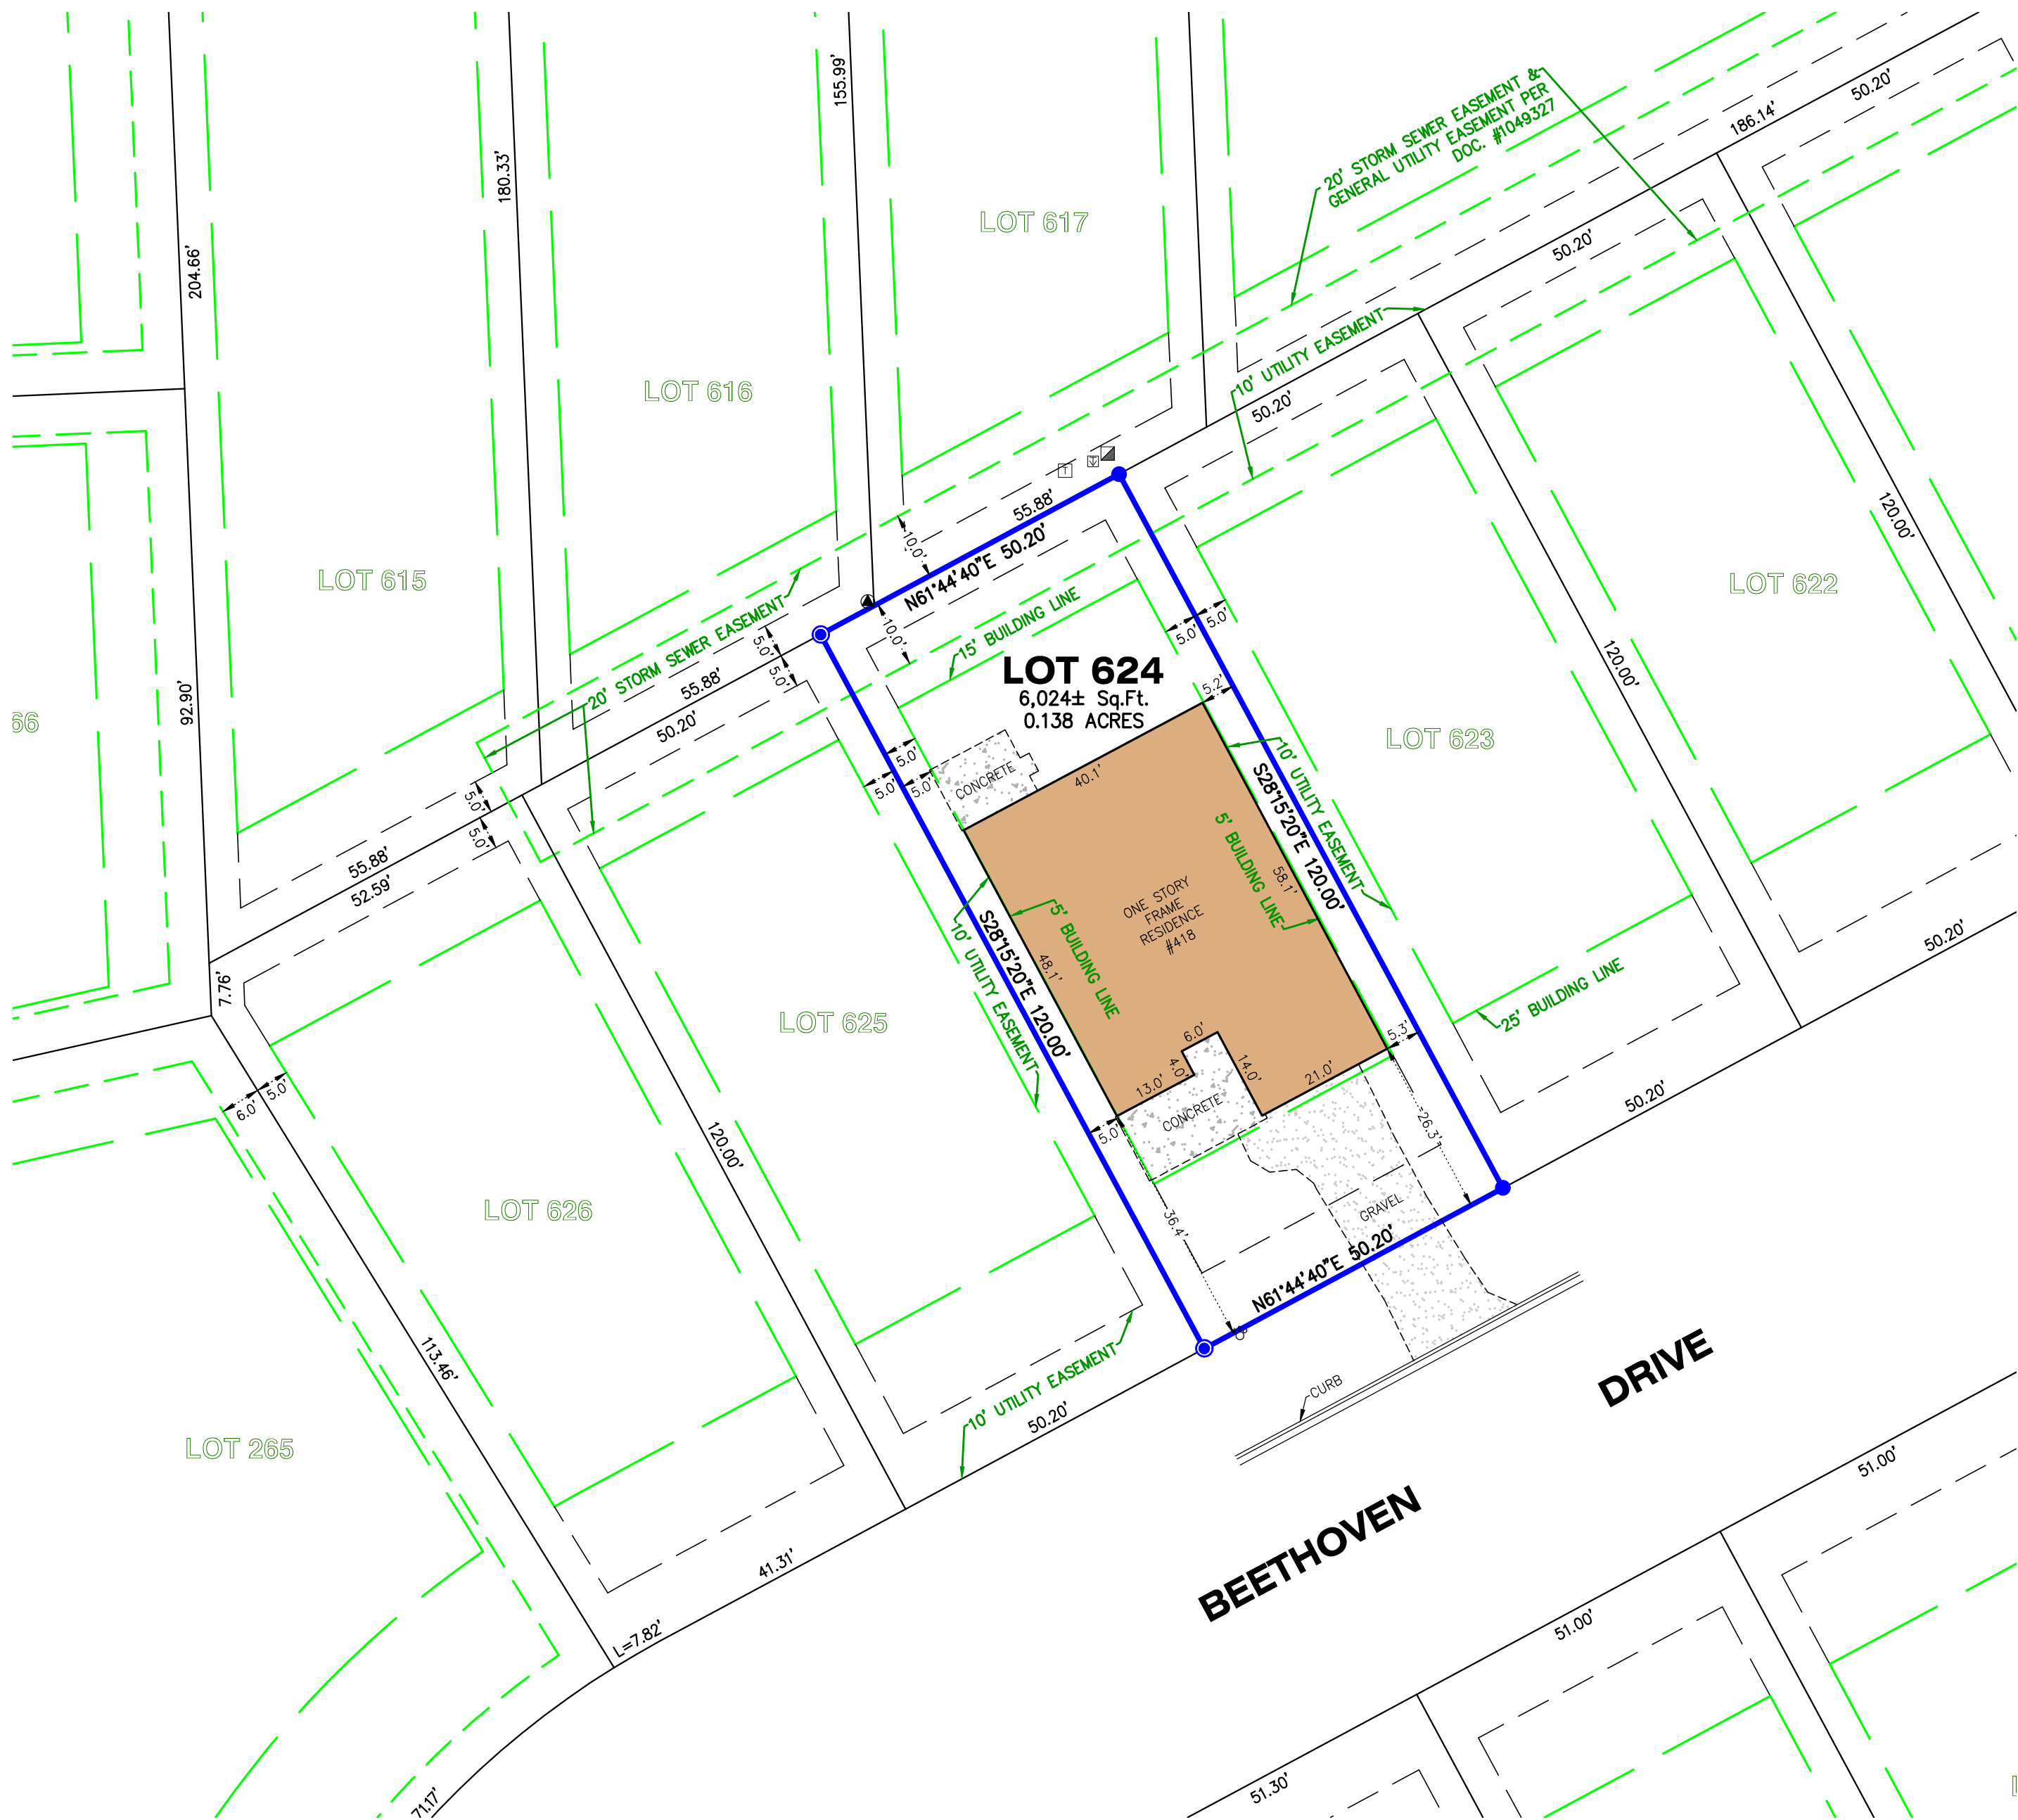 155.99'
180.33'
204.66'
20' STORM SEWER EASEMENT &
GENERAL UTILITY EASEMENT PER
DOC. #1049327
186.14'
50.20'
LOT 617
50.20'
10' UTILITY EASEMENT
50.20'
LOT 616
LOT 615
T
55.88'
N61°44'40"E 50.20'
10.0'
10.0'
120.00'
LOT 622
20' STORM SEWER EASEMENT
5.0'
5.0'
55.88'
50.20'
15' BUILDING LINE
5.0'
5.0'
120.00'
LOT 624
6,024± Sq.Ft.
0.138 ACRES
5.2'
92.90'
66
LOT 623
5.0'
5.0'
5.0'
CONCRETE
40.1'
10' UTILITY EASEMENT
S28°15'20"E 120.00'
5' BUILDING LINE
58.1'
5.0'
5.0'
55.88'
52.59'
ONE STORY
FRAME
RESIDENCE
#418
5' BUILDING LINE
48.1'
S28°15'20"E 120.00'
10' UTILITY EASEMENT
50.20'
25' BUILDING LINE
7.76'
LOT 625
6.0'
4.0'
14.0'
13.0'
21.0'
5.3'
6.0'
5.0'
CONCRETE
5.0'
26.3'
50.20'
120.00'
LOT 626
36.4'
GRAVEL
N61°44'40"E 50.20'
113.46'
10' UTILITY EASEMENT
50.20'
CURB
DRIVE
LOT 265
BEETHOVEN
51.00'
41.31'
L=7.82'
51.00'
51.30'
71.17'